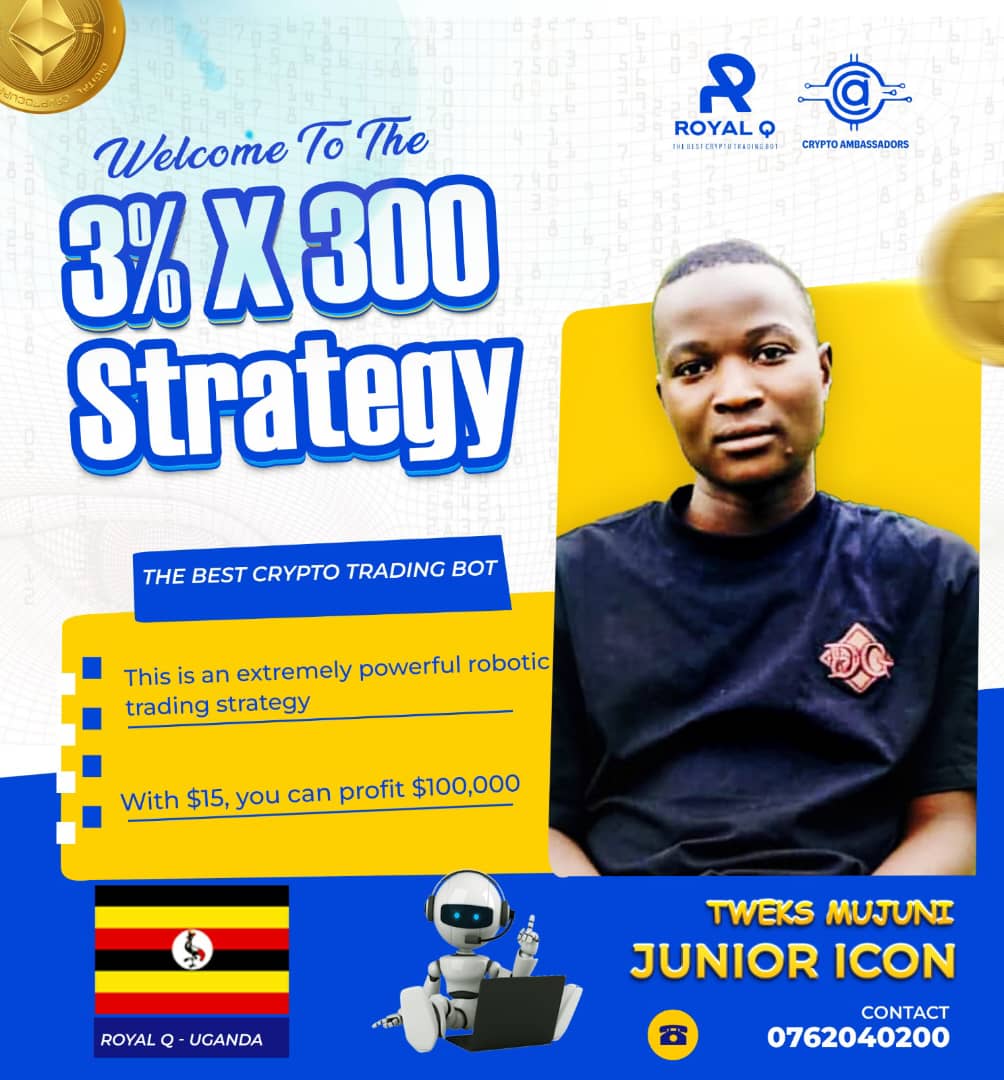 ROYAL Q
THE BEST CRYPTO TRADING BOT
CRYPTO AMBASSADORS
Welcome To The
3% X 300
Strategy
THE BEST CRYPTO TRADING BOT
This is an extremely powerful robotic
trading strategy
With $15, you can profit $100,000
ROYAL Q - UGANDA
TWEKS MUJUNI
JUNIOR ICON
CONTACT
0762040200